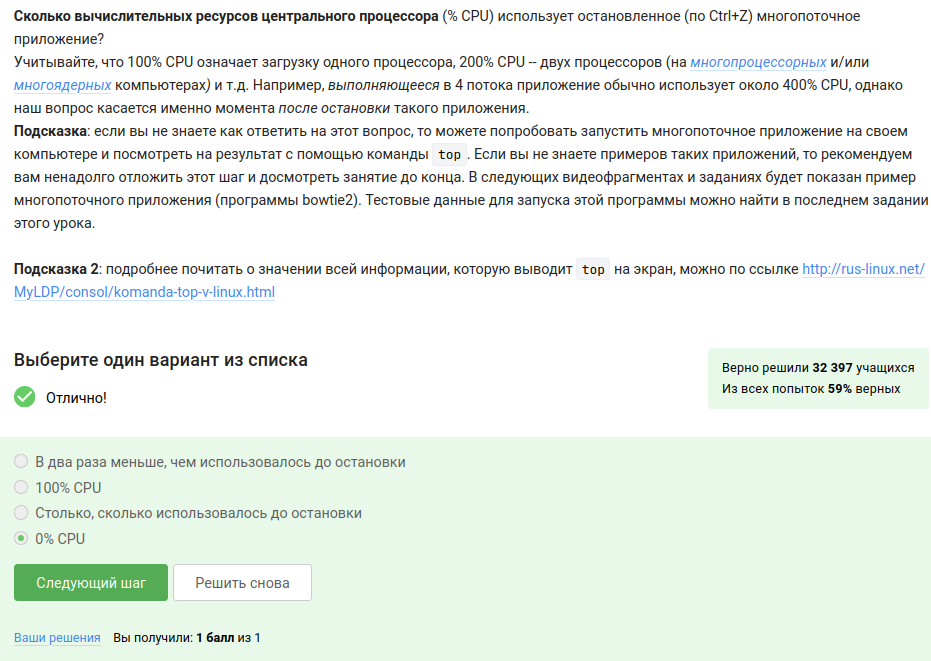 Сколько вычислительных ресурсов центрального процессора (% CPU) использует остановленное (по Ctrl+Z) многопоточное
приложение?
Учитывайте, что 100% CPU означает загрузку одного процессора, 200% CPU -- двух процессоров (на многопроцессорных и/или
многоядерных компьютерах) и т.д. Например, выполняющееся в 4 потока приложение обычно использует около 400% CPU, однако
наш вопрос касается именно момента после остановки такого приложения.
Подсказка: если вы не знаете как ответить на этот вопрос, то можете попробовать запустить многопоточное приложение на своем
компьютере и посмотреть на результат с помощью команды top. Если вы не знаете примеров таких приложений, то рекомендуем
вам ненадолго отложить этот шаг и досмотреть занятие до конца. В следующих видеофрагментах и заданиях будет показан пример
многопоточного приложения (программы bowtie2). Тестовые данные для запуска этой программы можно найти в последнем задании
этого урока.
Подсказка 2: подробнее почитать о значении всей информации, которую выводит top на экран, можно по ссылке http://rus-linux.net/
MyLDP/consol/komanda-top-v-linux.html
Выберите один вариант из списка
Отлично!
Верно решили 32 397 учащихся
Из всех попыток 59% верных
В два раза меньше, чем использовалось до остановки
100% CPU
Столько, сколько использовалось до остановки
0% CPU
Следующий шаг
Решить снова
Ваши решения Вы получили: 1 балл из 1